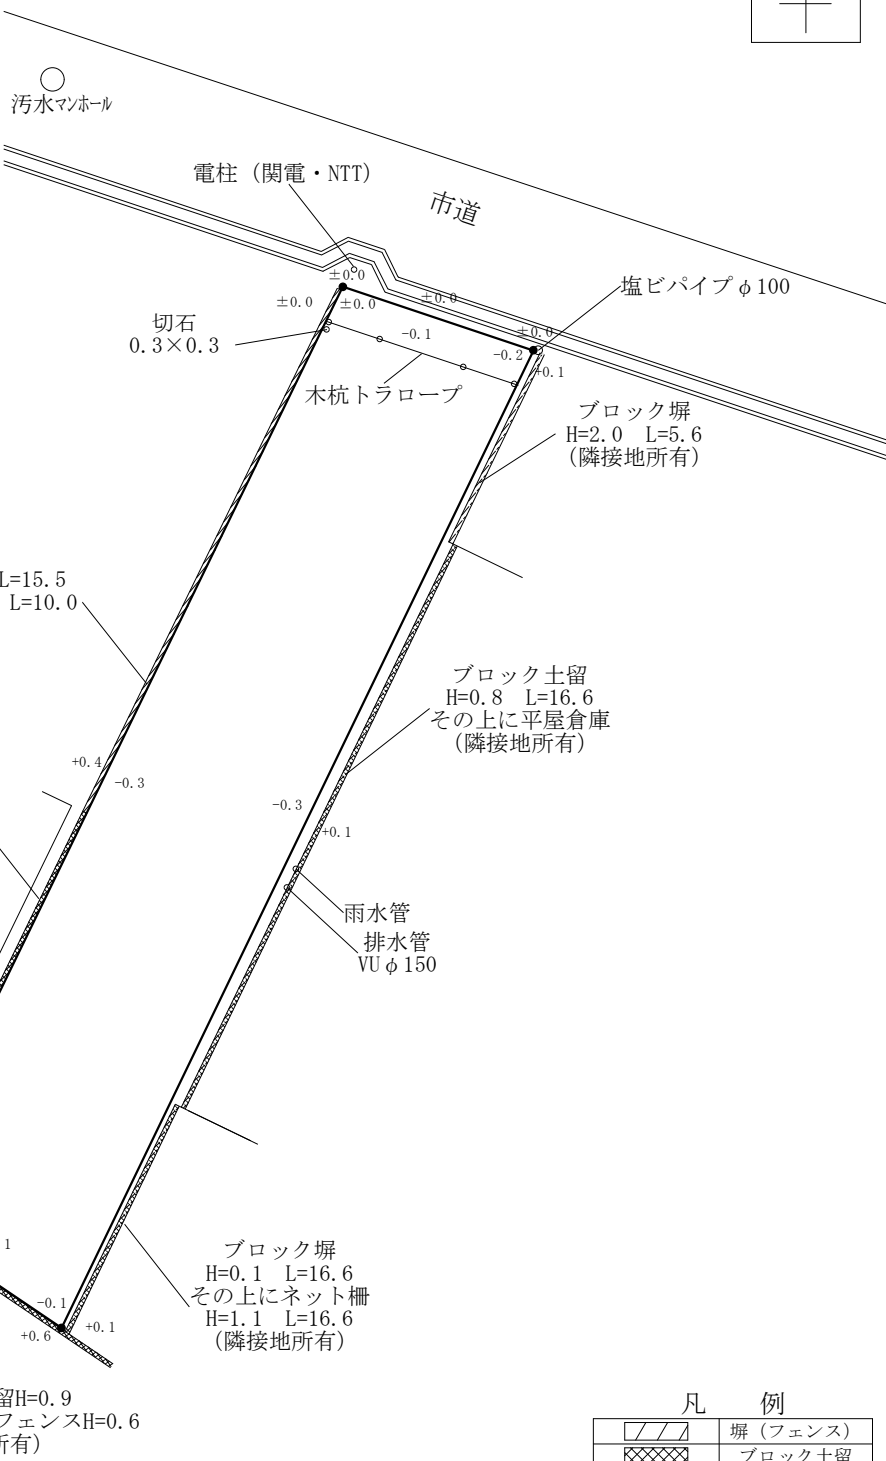 汚水マンホール
電柱（関電・NTT）
市道
±0.0
±0.0
±0.0
±0.0
塩ビパイプφ100
切石
0.3×0.3
-0.1
±0.0
-0.2
+0.1
木杭トラロープ
ブロック塀
H=2.0 L=5.6
（隣接地所有）
L=15.5
L=10.0
ブロック土留
H=0.8 L=16.6
その上に平屋倉庫
（隣接地所有）
+0.4
-0.3
-0.3
+0.1
雨水管
排水管
VUφ150
1
ブロック塀
H=0.1 L=16.6
その上にネット柵
H=1.1 L=16.6
（隣接地所有）
-0.1
+0.6
+0.1
留H=0.9
フェンスH=0.6
所有）
凡 例
塀（フェンス）
ブロック土留